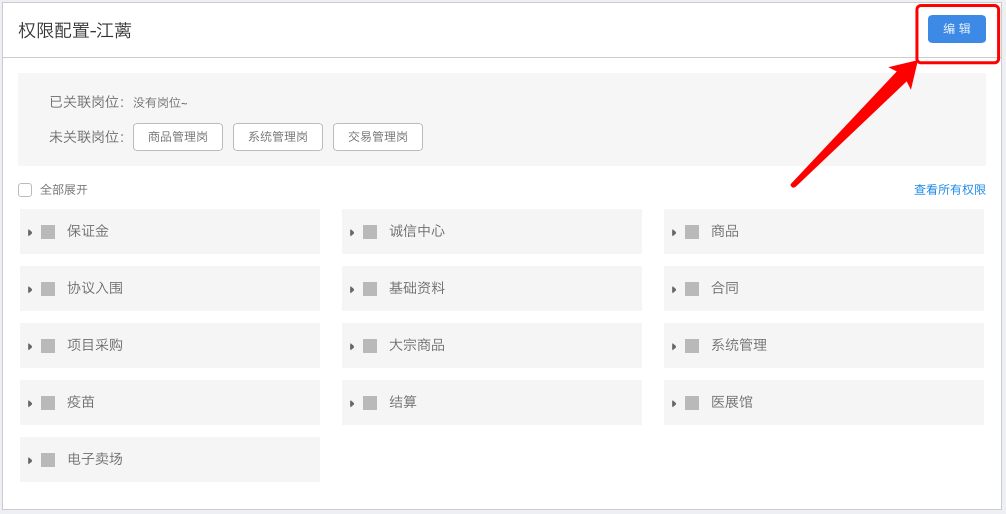 权限配置-江蓠
编 辑
已关联岗位：没有岗位~
未关联岗位：商品管理岗 系统管理岗 交易管理岗
全部展开 查看所有权限
保证金 诚信中心 商品
协议入围 基础资料 合同
项目采购 大宗商品 系统管理
疫苗 结算 医展馆
电子卖场